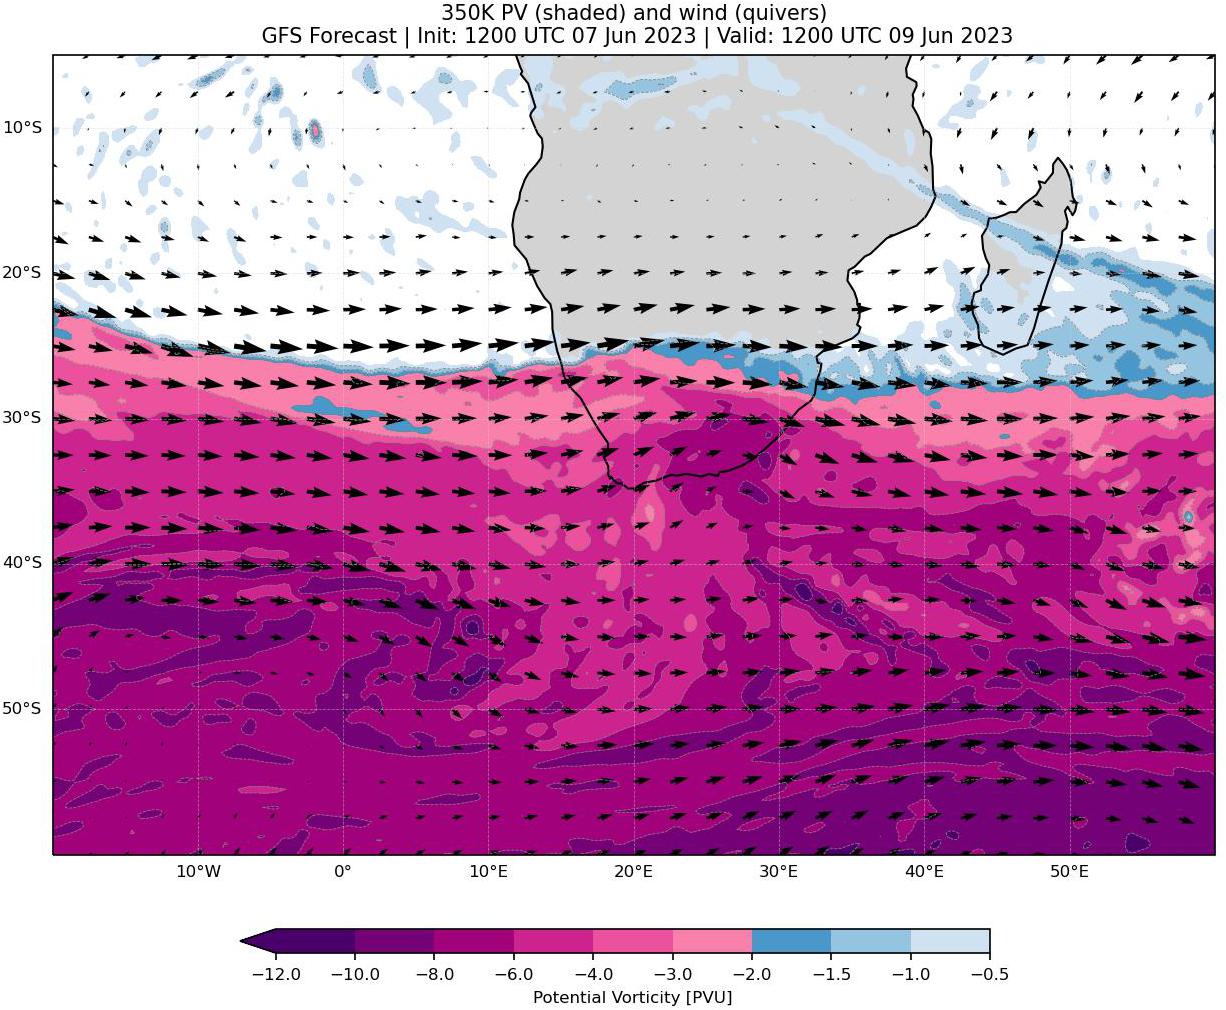 350K PV (shaded) and wind (quivers)
GFS Forecast | Init: 1200 UTC 07 Jun 2023 | Valid: 1200 UTC 09 Jun 2023
10°S
20°S
30°S
40°S
50°S
10°W 0° 10°E 20°E 30°E 40°E 50°E
−12.0 −10.0 −8.0 −6.0 −4.0 −3.0 −2.0 −1.5 −1.0 −0.5
Potential Vorticity [PVU]